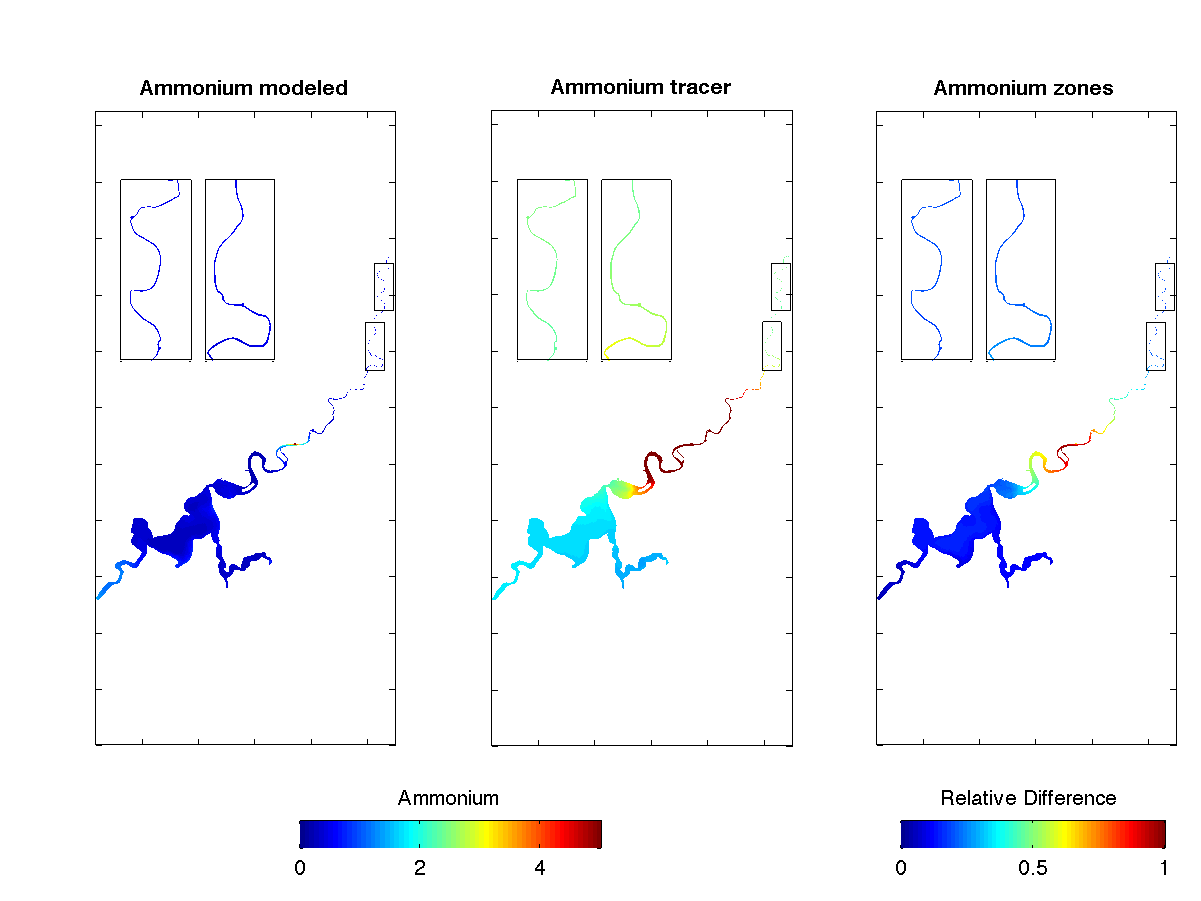 Ammonium modeled
Ammonium tracer
Ammonium zones
Ammonium
0 2 4
Relative Difference
0 0.5 1